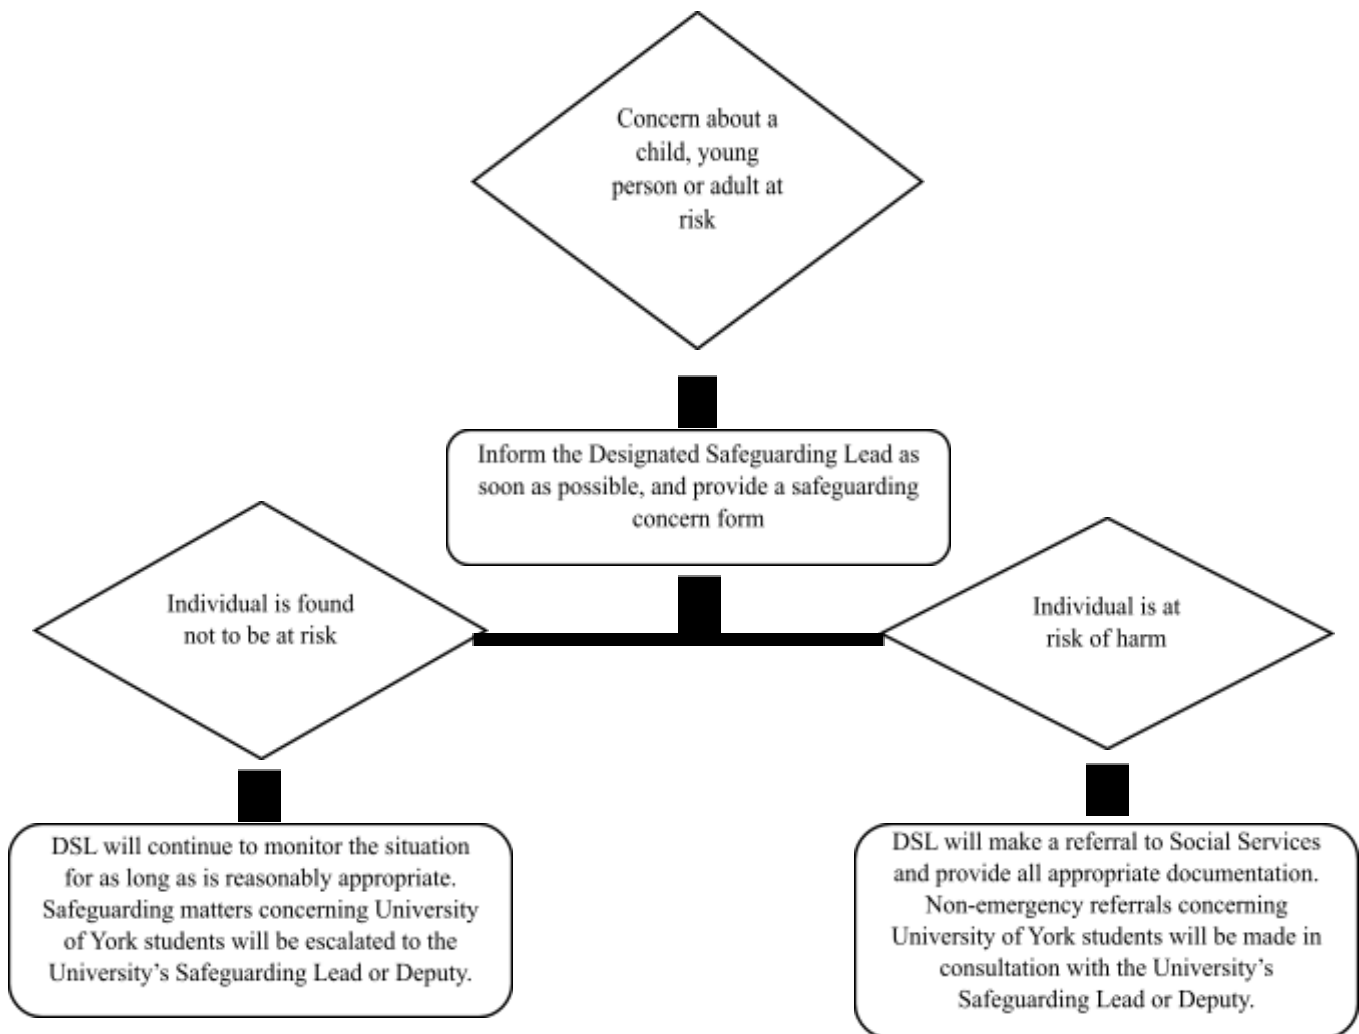 Concern about a
child, young
person or adult at
risk
Inform the Designated Safeguarding Lead as
soon as possible, and provide a safeguarding
concern form
Individual is found
not to be at risk
Individual is at
risk of harm
DSL will continue to monitor the situation
for as long as is reasonably appropriate.
Safeguarding matters concerning University
of York students will be escalated to the
University’s Safeguarding Lead or Deputy.
DSL will make a referral to Social Services
and provide all appropriate documentation.
Non-emergency referrals concerning
University of York students will be made in
consultation with the University’s
Safeguarding Lead or Deputy.